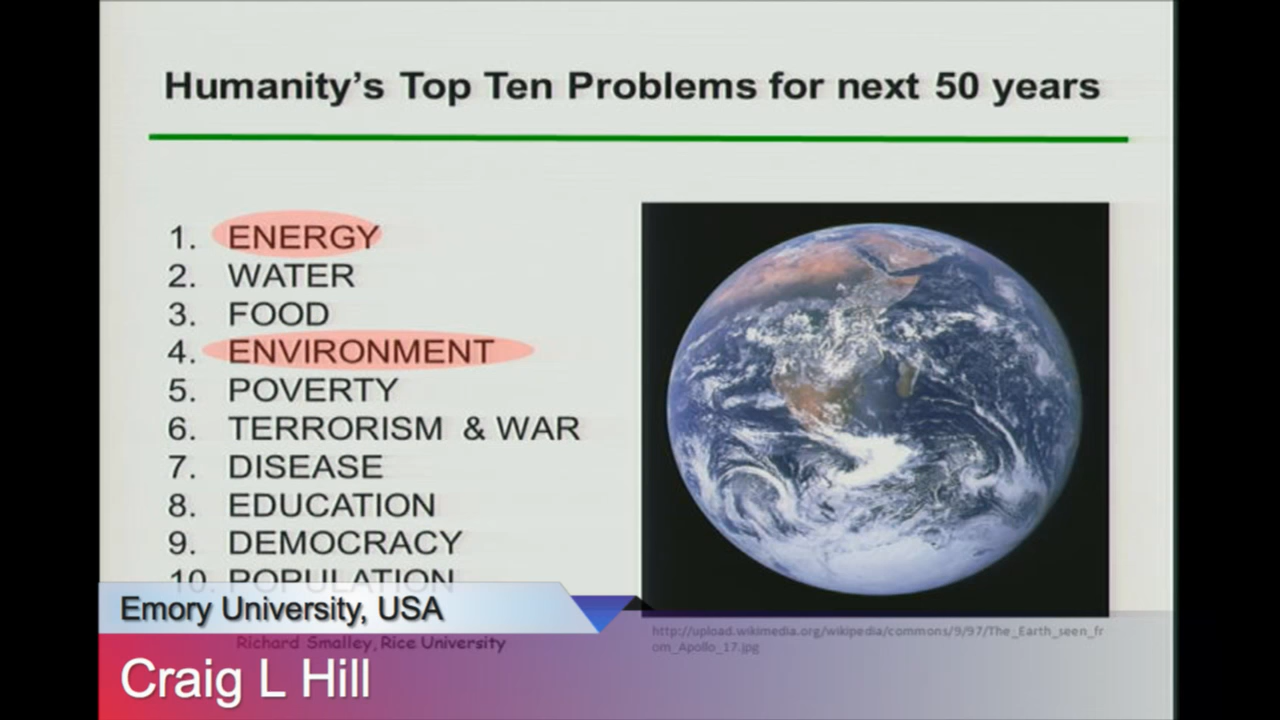 Humanity's Top Ten Problems for next 50 years
1. ENERGY
2. WATER
3. FOOD
4. ENVIRONMENT
5. POVERTY
6. TERRORISM & WAR
7. DISEASE
8. EDUCATION
9. DEMOCRACY
10. POPULATION
Emory University, USA
Richard Smalley, Rice University
http://upload.wikimedia.org/wikipedia/commons/9/97/The_Earth_seen_fr
om_Apollo_17.jpg
Craig L Hill